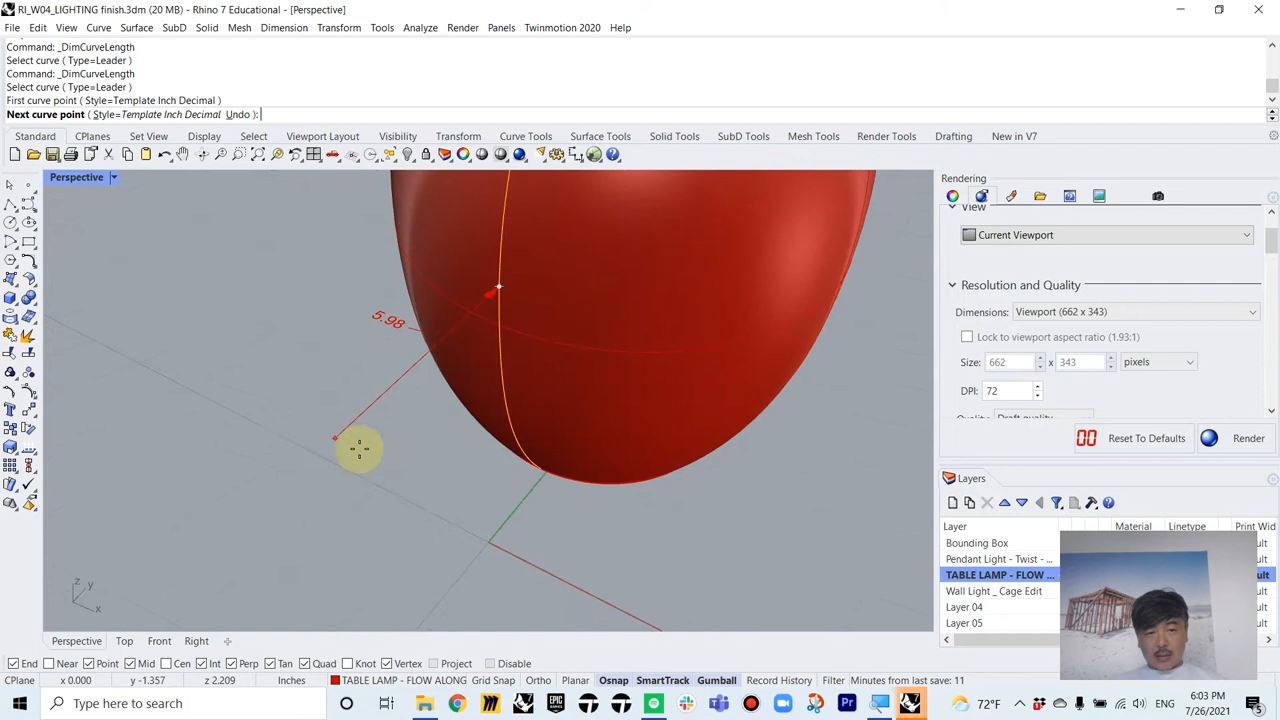 RI_W04_LIGHTING finish.3dm (20 MB) - Rhino 7 Educational - [Perspective]
File Edit View Curve Surface SubD Solid Mesh Dimension Transform Tools Analyze Render Panels Twinmotion 2020 Help
Command: _DimCurveLength
Select curve ( Type=Leader )
Command: _DimCurveLength
Select curve ( Type=Leader )
First curve point ( Style=Template Inch Decimal )
Next curve point ( Style=Template Inch Decimal Undo ):
Standard CPlanes Set View Display Select Viewport Layout Visibility Transform Curve Tools Surface Tools Solid Tools SubD Tools Mesh Tools Render Tools Drafting New in V7
Perspective
5.98
z y
x
Rendering
View
Current Viewport
Resolution and Quality
Dimensions: Viewport (662 x 343)
Lock to viewport aspect ratio (1.93:1)
Size: 662 x 343 pixels
DPI: 72
Reset To Defaults Render
Layers
Layer Material Linetype Print Wid
Bounding Box ult
Pendant Light - Twist - ... ult
TABLE LAMP - FLOW ... ult
Wall Light _ Cage Edit ult
Layer 04 ult
Layer 05 ult
Perspective Top Front Right
End Near Point Mid Cen Int Perp Tan Quad Knot Vertex Project Disable
CPlane x 0.000 y -1.357 z 2.209 Inches TABLE LAMP - FLOW ALONG Grid Snap Ortho Planar Osnap SmartTrack Gumball Record History Filter Minutes from last save: 11
Type here to search
72°F ENG 6:03 PM
7/26/2021
5